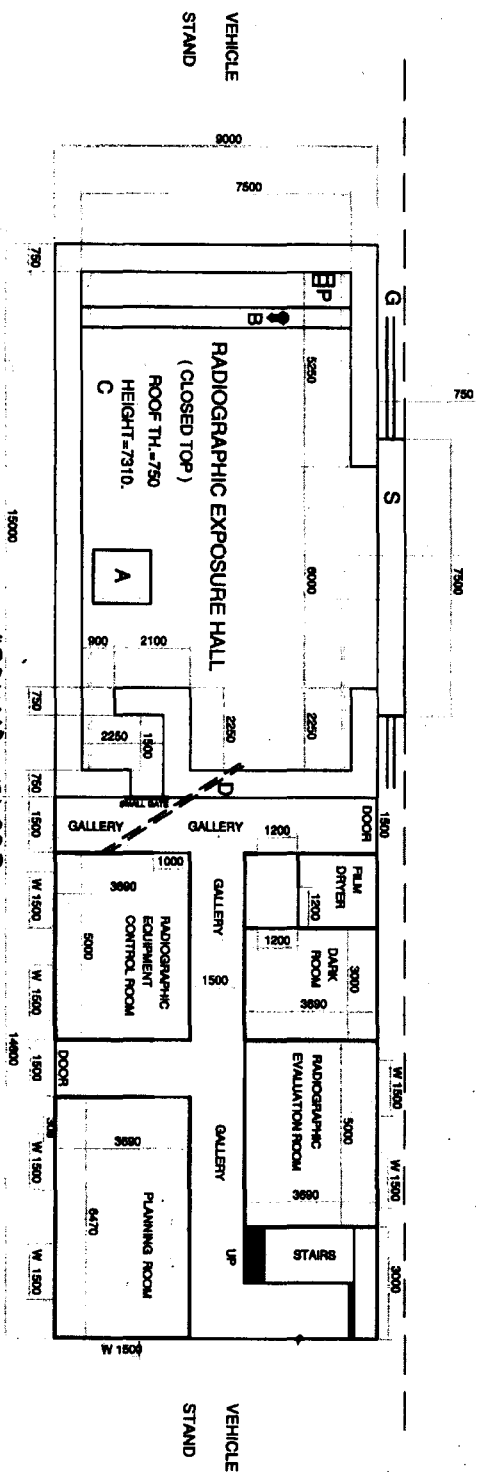 VEHICLE
STAND
9000
7500
750
G
S
750
7500
P
B
5250
6000
2250
RADIOGRAPHIC EXPOSURE HALL
(CLOSED TOP)
ROOF TH.=750
HEIGHT=7310.
C
A
900
2100
2250
1500
2250
750
750
1500
15000
D
SMALL GATE
DOOR
1500
GALLERY
GALLERY
GALLERY
1200
FILM
DRYER
1200
1200
DARK
ROOM
3000
3690
1000
3690
RADIOGRAPHIC
EQUIPMENT
CONTROL ROOM
5000
1500
W 1500
W 1500
1500
14600
DOOR
W 1500
W 1500
RADIOGRAPHIC
EVALUATION ROOM
5000
3690
GALLERY
UP
STAIRS
3000
3690
PLANNING ROOM
6470
W 1500
W 1500
W 1500
VEHICLE
STAND